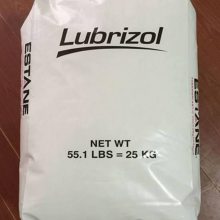 Lubrizol
ESTANE
ESTANE
NET WT
55.1 LBS = 25 KG